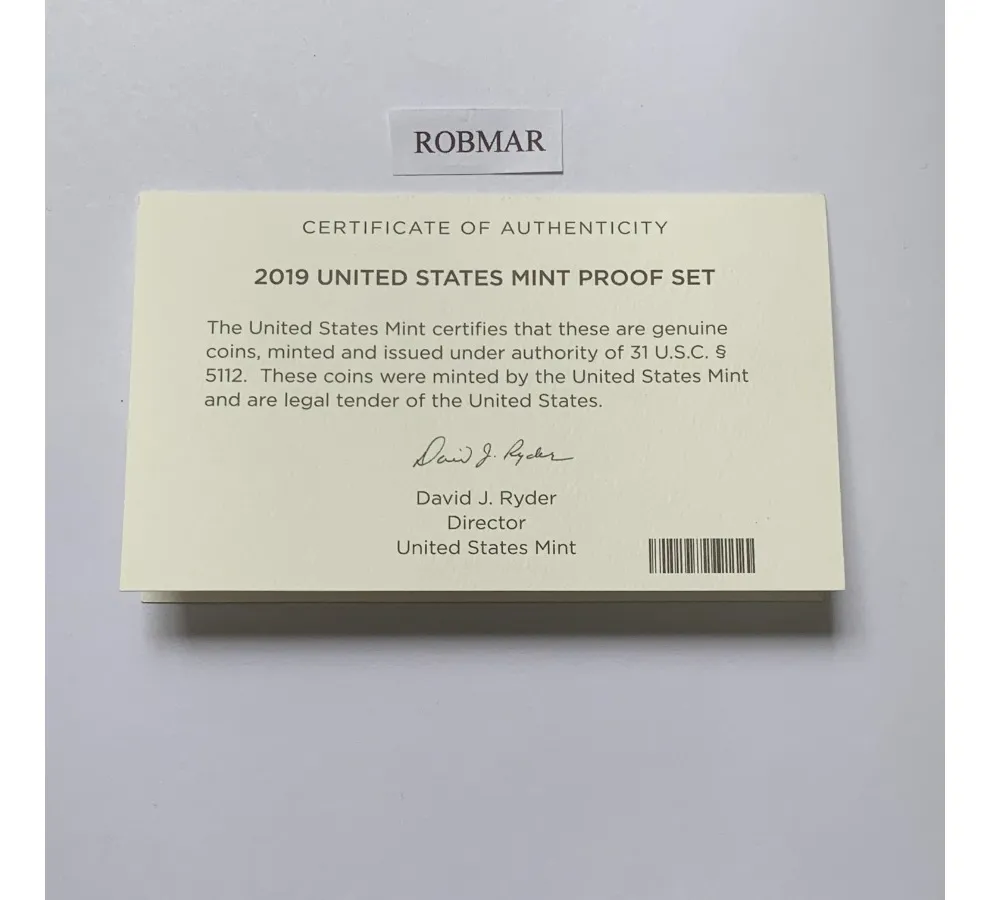 ROBMAR
CERTIFICATE OF AUTHENTICITY
2019 UNITED STATES MINT PROOF SET
The United States Mint certifies that these are genuine
coins, minted and issued under authority of 31 U.S.C. §
5112.  These coins were minted by the United States Mint
and are legal tender of the United States.
David J. Ryder
David J. Ryder
Director
United States Mint